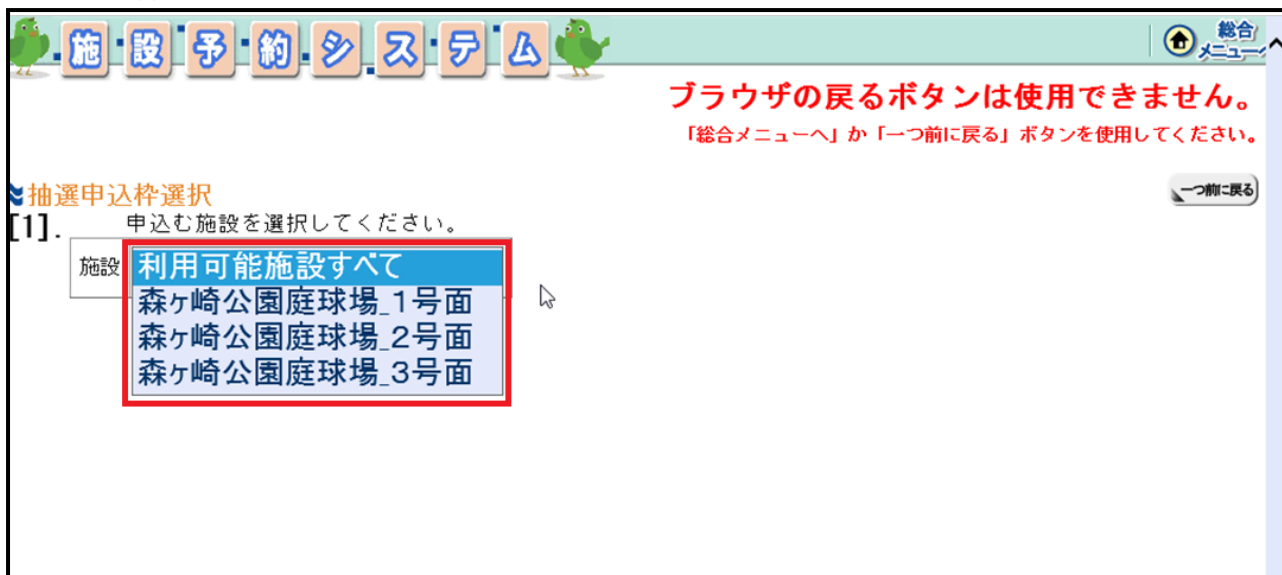 施設予約システム
総合
メニューへ
ブラウザの戻るボタンは使用できません。
「総合メニューへ」か「一つ前に戻る」ボタンを使用してください。
抽選申込枠選択
一つ前に戻る
[1].
申込む施設を選択してください。
施設
利用可能施設すべて
森ヶ崎公園庭球場_1号面
森ヶ崎公園庭球場_2号面
森ヶ崎公園庭球場_3号面